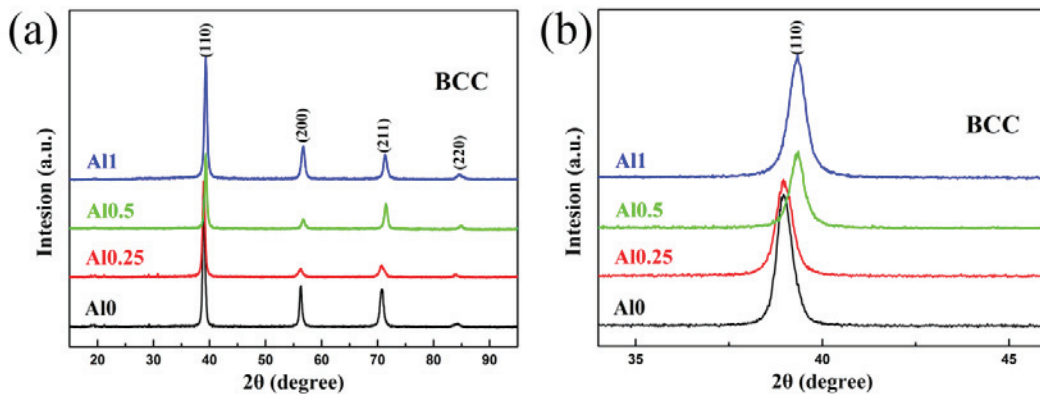 (a)
(110)
BCC
(200)
(211)
(220)
Al1
Al0.5
Al0.25
Al0
Intesion (a.u.)
20 30 40 50 60 70 80 90
2θ (degree)
(b)
(110)
BCC
Al1
Al0.5
Al0.25
Al0
Intesion (a.u.)
35 40 45
2θ (degree)